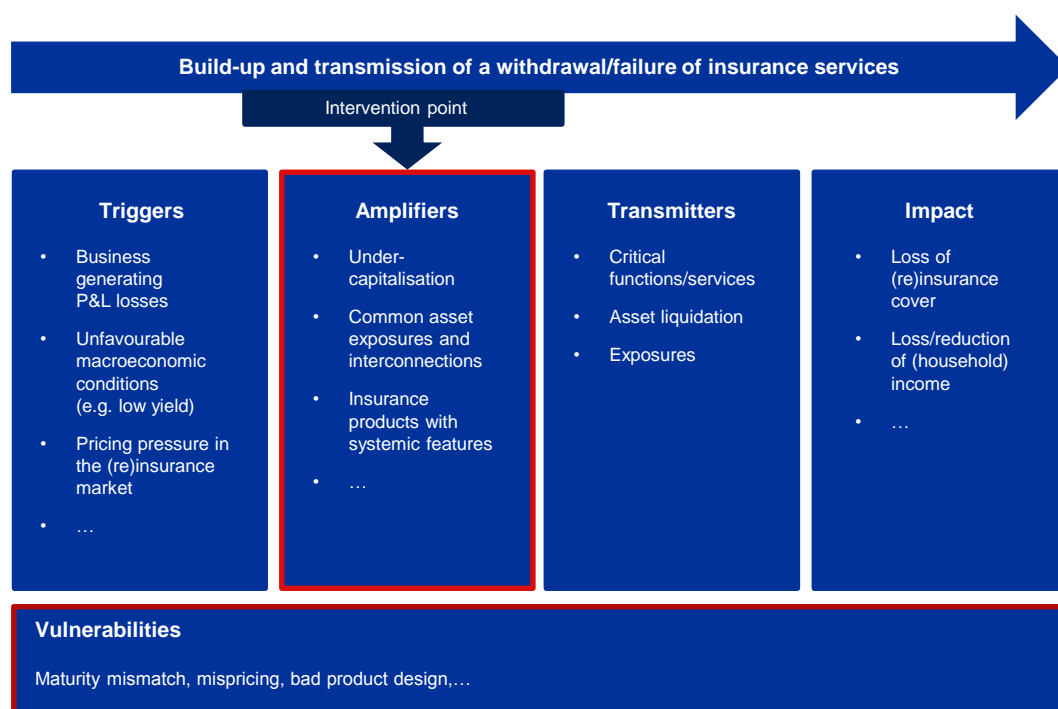 Build-up and transmission of a withdrawal/failure of insurance services
Intervention point
Triggers
• Business
generating
P&L losses
• Unfavourable
macroeconomic
conditions
(e.g. low yield)
• Pricing pressure in
the (re)insurance
market
• …
Amplifiers
• Under-
capitalisation
• Common asset
exposures and
interconnections
• Insurance
products with
systemic features
• …
Transmitters
• Critical
functions/services
• Asset liquidation
• Exposures
Impact
• Loss of
(re)insurance
cover
• Loss/reduction
of (household)
income
• …
Vulnerabilities
Maturity mismatch, mispricing, bad product design,…